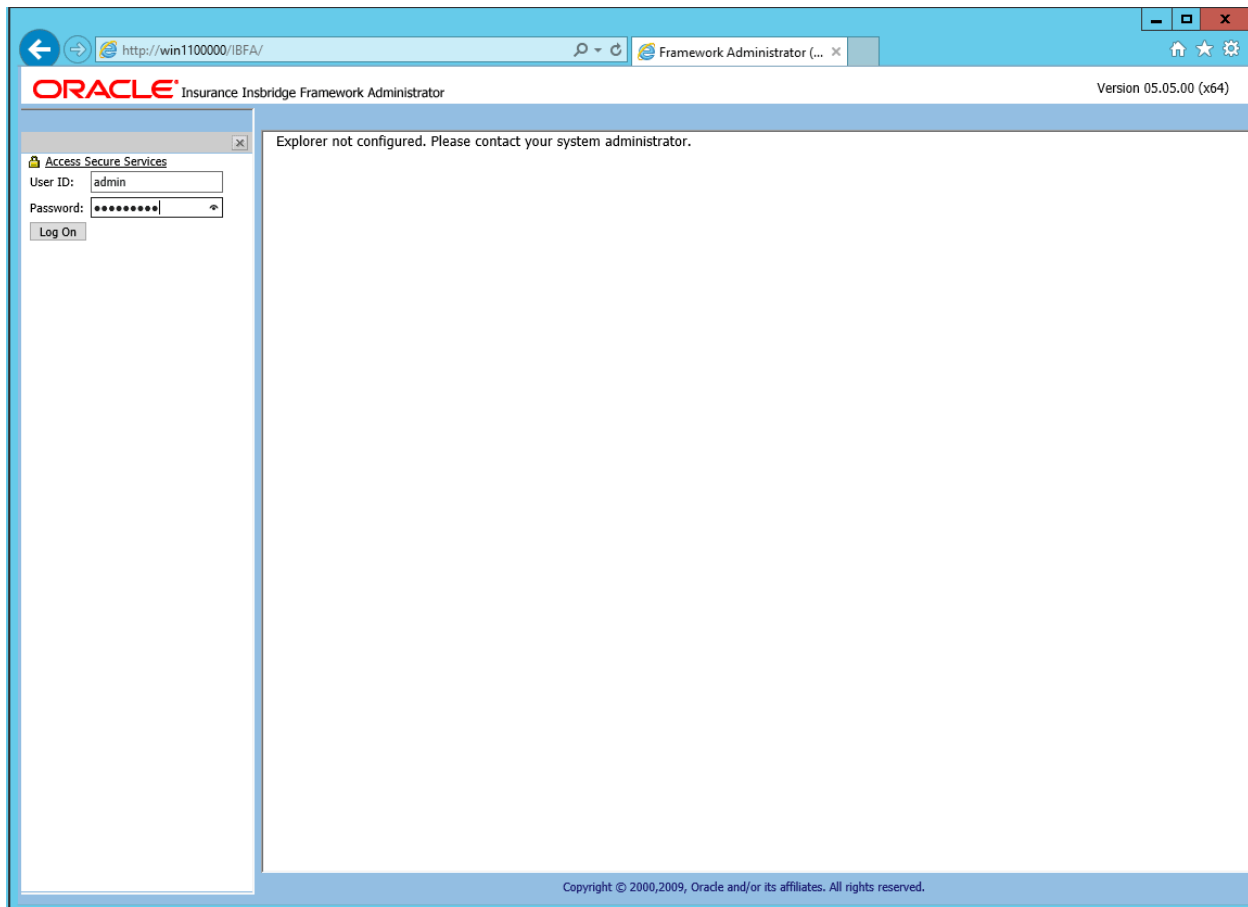 http://win1100000/IBFA/
Framework Administrator (...
ORACLE® Insurance Insbridge Framework Administrator
Version 05.05.00 (x64)
Explorer not configured. Please contact your system administrator.
Access Secure Services
User ID: admin
Password: •••••••••
Log On
Copyright © 2000,2009, Oracle and/or its affiliates. All rights reserved.